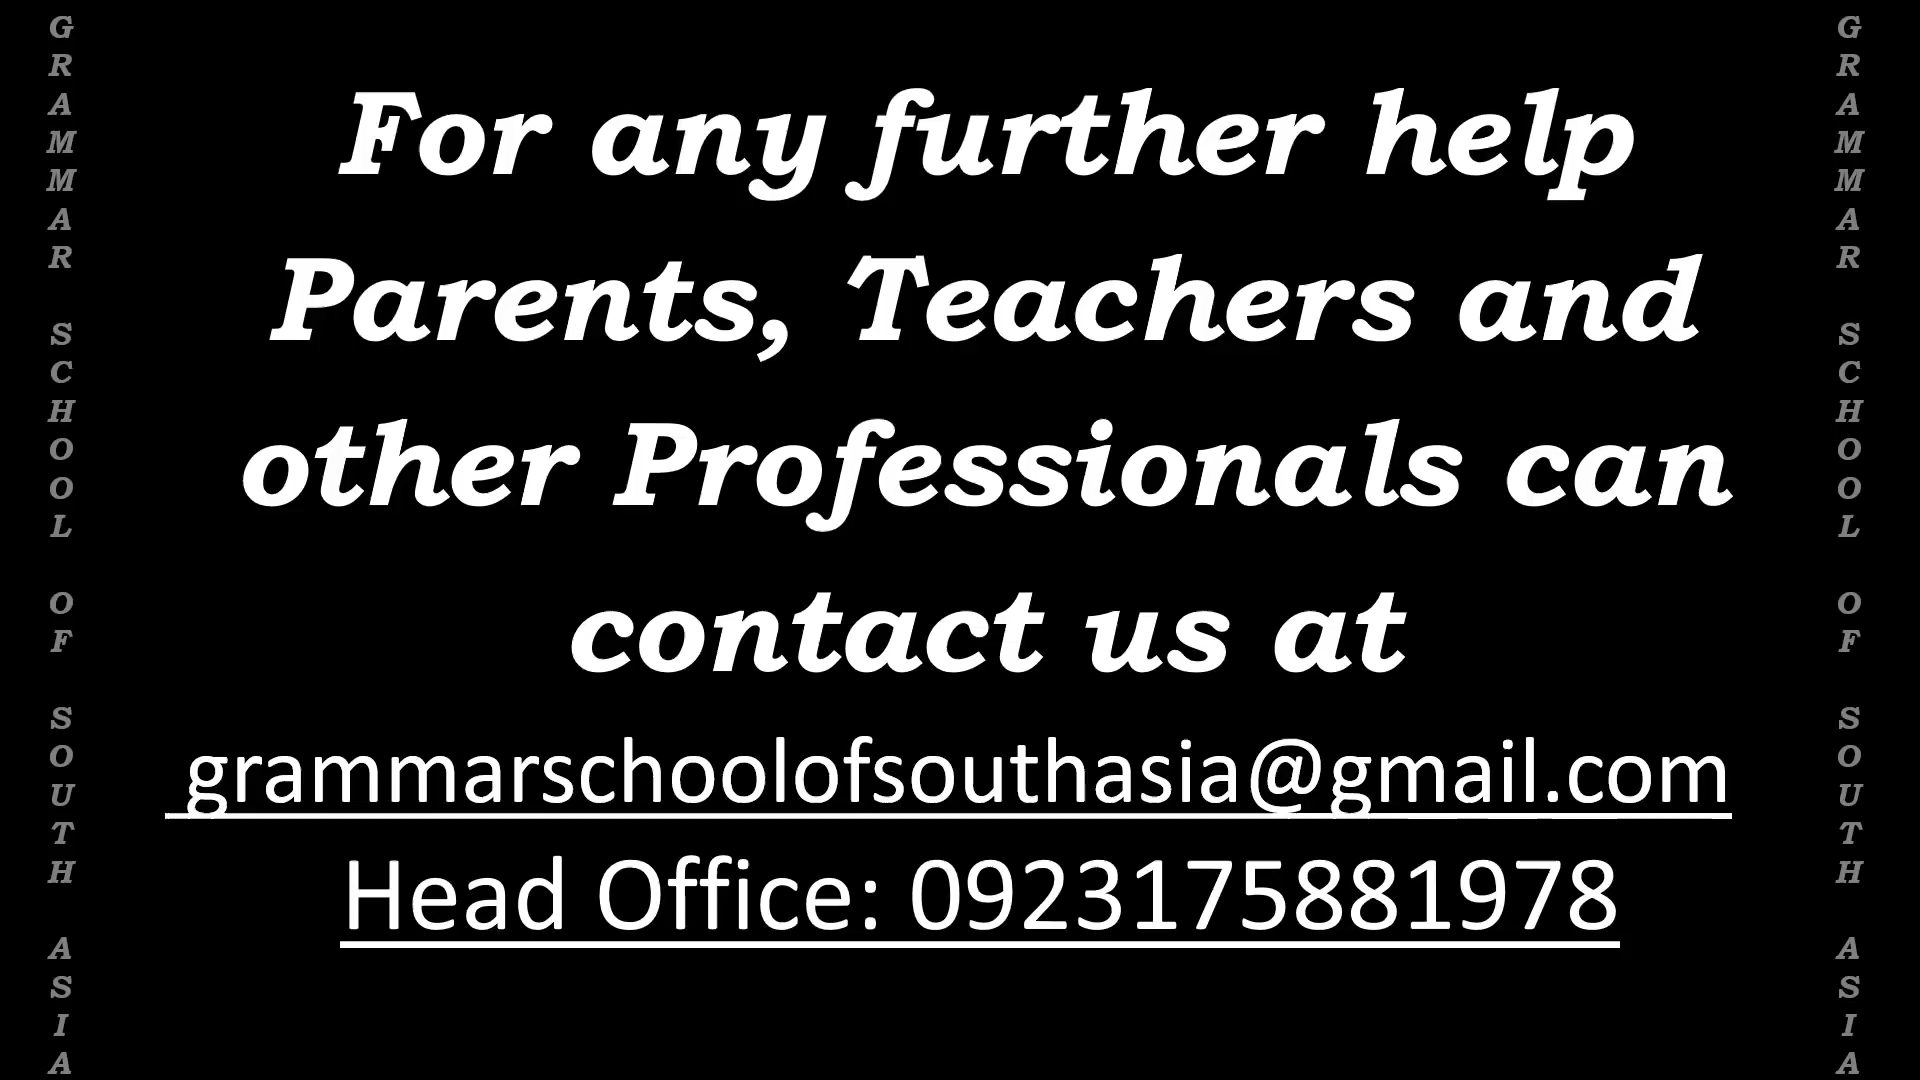 GRAMMAR SCHOOL OF SOUTH ASIA
For any further help
Parents, Teachers and
other Professionals can
contact us at
grammarschoolofsouthasia@gmail.com
Head Office: 0923175881978
GRAMMAR SCHOOL OF SOUTH ASIA